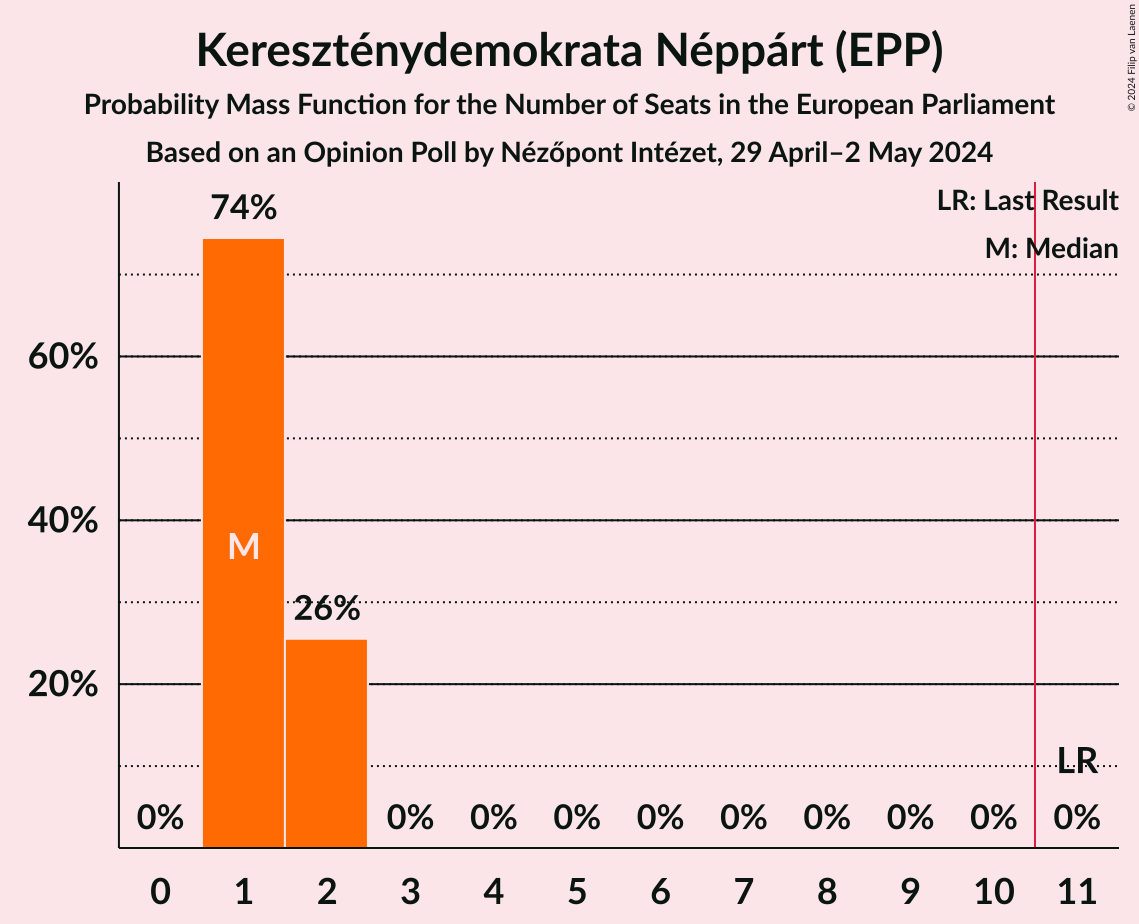 Kereszténydemokrata Néppárt (EPP)
Probability Mass Function for the Number of Seats in the European Parliament
Based on an Opinion Poll by Nézőpont Intézet, 29 April–2 May 2024
© 2024 Filip van Laenen
LR: Last Result
M: Median
74%
60%
40%
M
26%
20%
LR
0% 0% 0% 0% 0% 0% 0% 0% 0% 0%
0 1 2 3 4 5 6 7 8 9 10 11